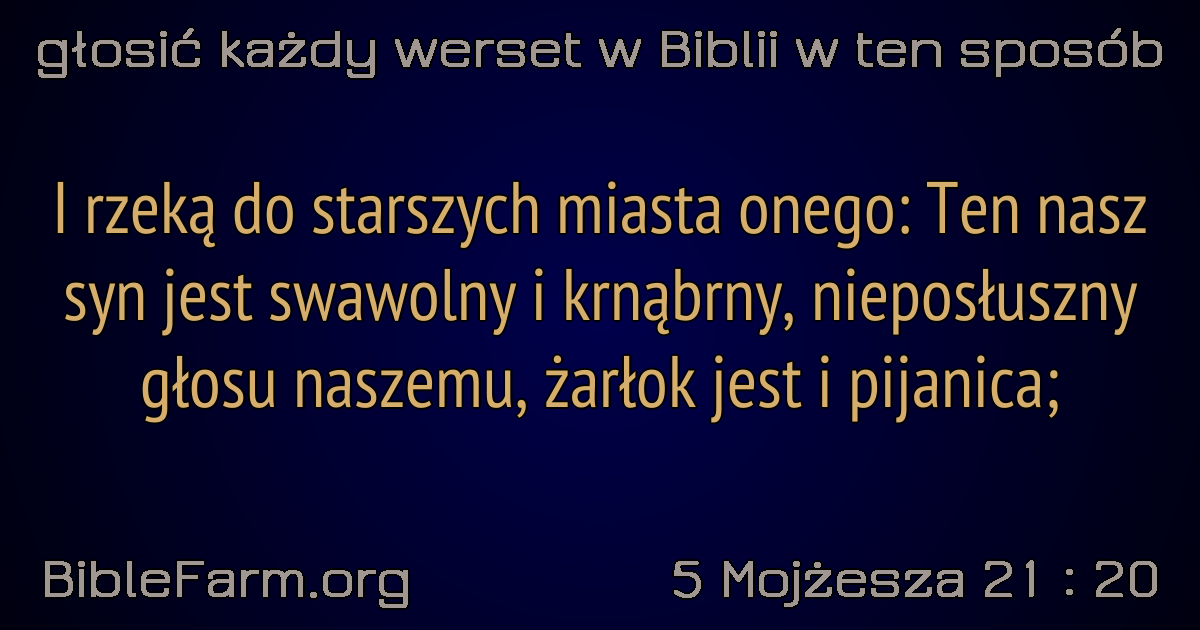 głosić każdy werset w Biblii w ten sposób
I rzeką do starszych miasta onego: Ten nasz
syn jest swawolny i krnąbrny, nieposłuszny
głosu naszemu, żarłok jest i pijanica;
BibleFarm.org
5 Mojżesza 21 : 20